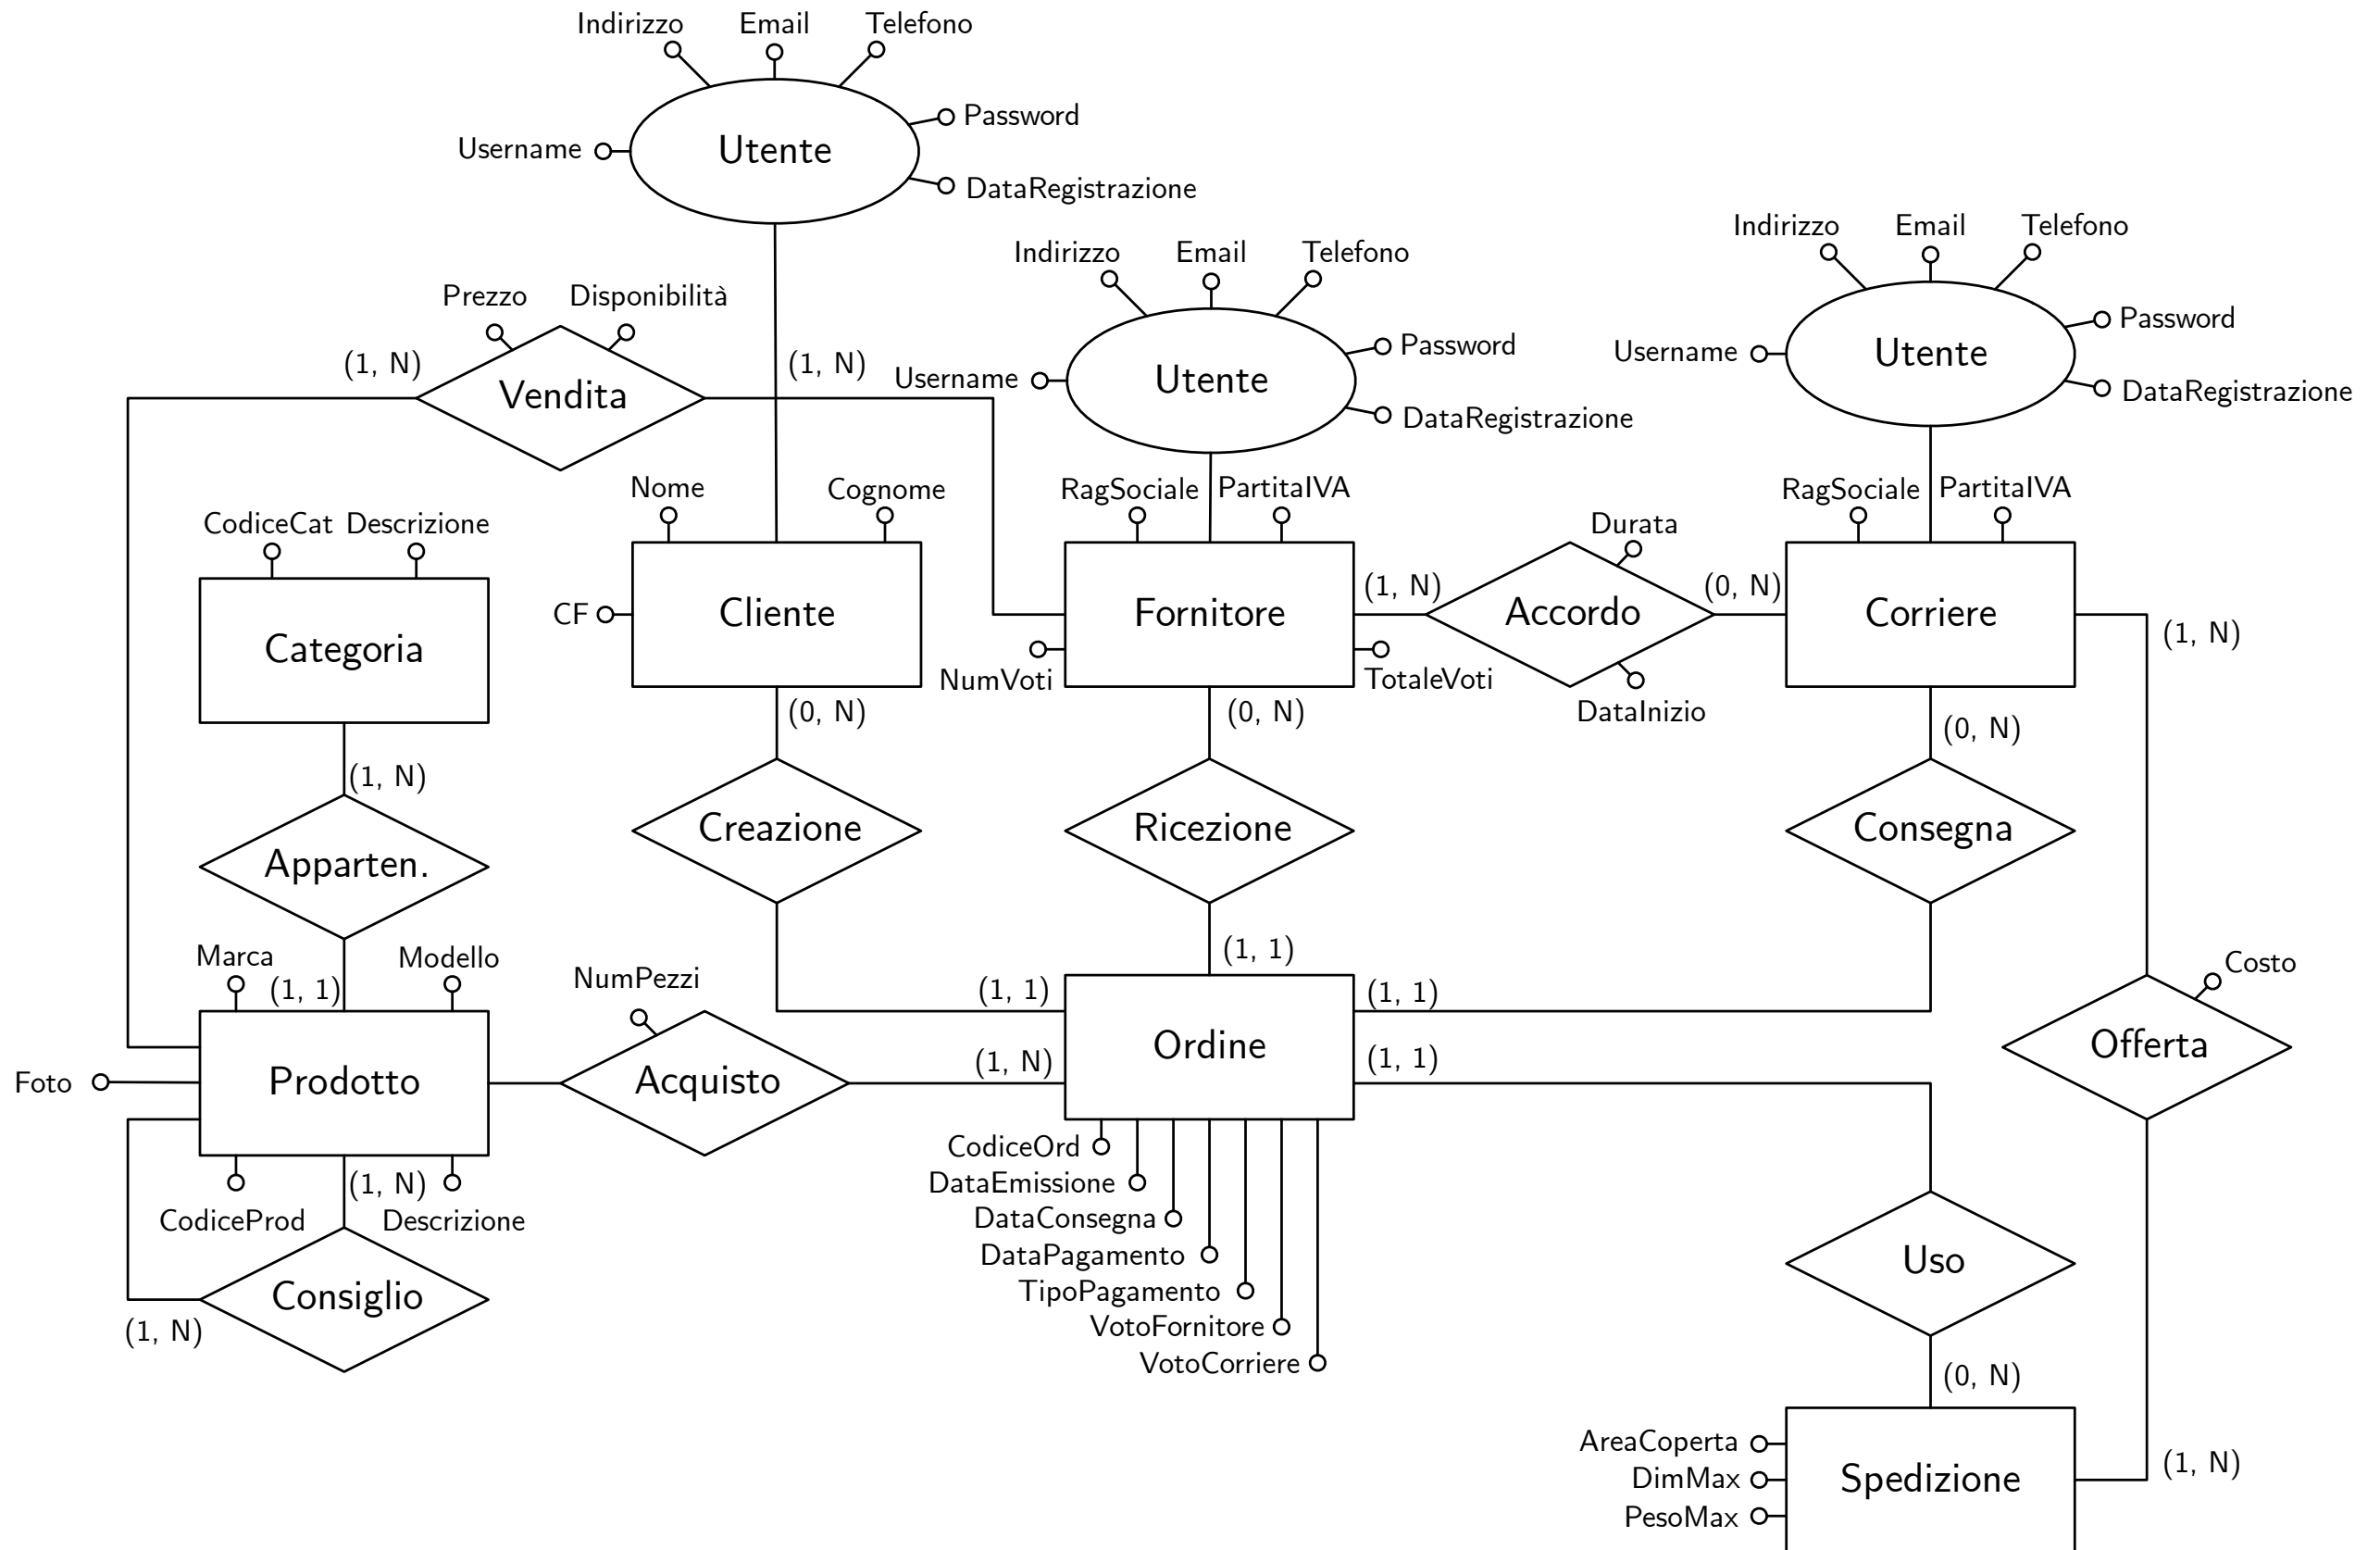 Indirizzo Email Telefono
Password
Username Utente
DataRegistrazione
Indirizzo Email Telefono
Indirizzo Email Telefono
Prezzo Disponibilità
Password
Password
(1, N) (1, N)
Username Utente
Username Utente
Vendita
DataRegistrazione
DataRegistrazione
Nome Cognome RagSociale PartitaIVA RagSociale PartitaIVA
CodiceCat Descrizione Durata
(1, N) (0, N)
CF Cliente Fornitore Accordo Corriere
(1, N)
Categoria
NumVoti TotaleVoti
(0, N) (0, N) DataInizio
(0, N)
(1, N)
Creazione Ricezione Consegna
Apparten.
Marca Modello (1, 1)
Costo
NumPezzi
(1, 1) (1, 1) (1, 1)
Ordine Offerta
(1, N) (1, 1)
Foto Prodotto Acquisto
CodiceOrd
(1, N) DataEmissione
CodiceProd Descrizione DataConsegna
DataPagamento Uso
Consiglio TipoPagamento
(1, N) VotoFornitore
VotoCorriere
(0, N)
AreaCoperta
(1, N)
DimMax Spedizione
PesoMax